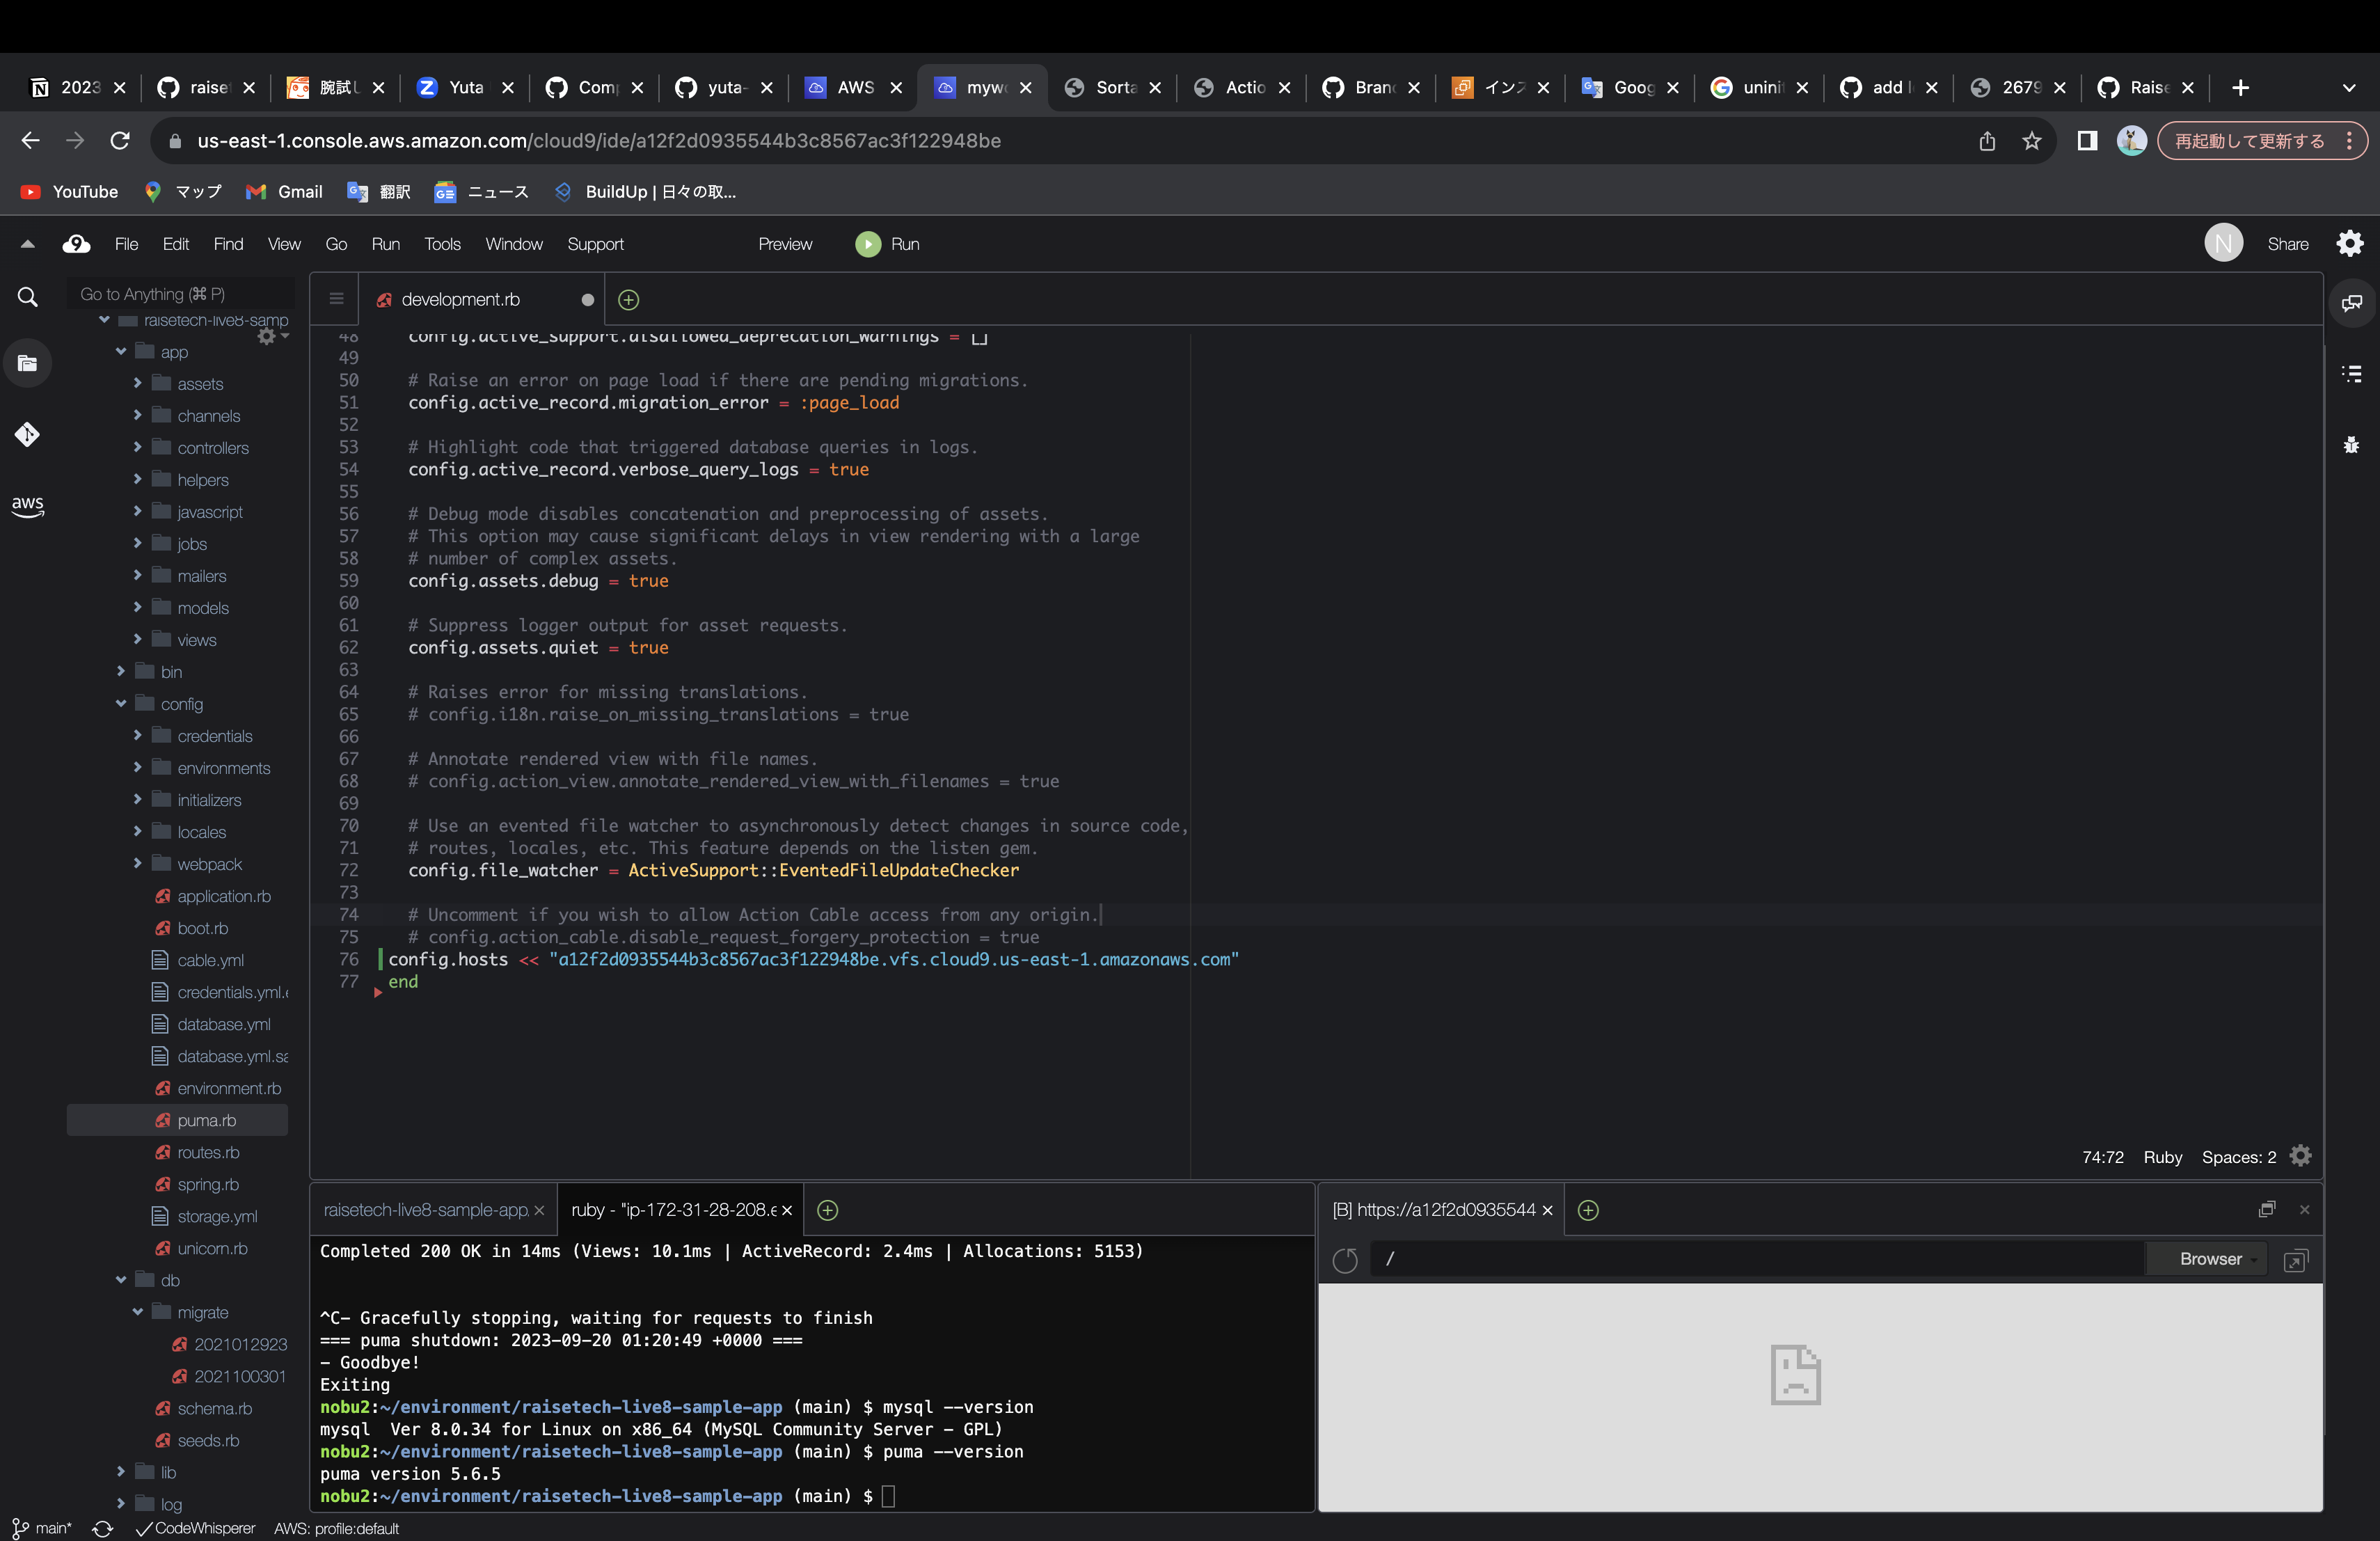 2023
raiset
腕試し
Yuta
Comp
yuta-
AWS
mywo
Sorta
Actio
Branc
インス
Goog
uninit
add l
2679
Raise
us-east-1.console.aws.amazon.com/cloud9/ide/a12f2d0935544b3c8567ac3f122948be
再起動して更新する
YouTube
マップ
Gmail
翻訳
ニュース
BuildUp | 日々の取...
File Edit Find View Go Run Tools Window Support Preview Run
N
Share
Go to Anything (⌘ P)
raisetech-live8-samp
app
assets
channels
controllers
helpers
javascript
jobs
mailers
models
views
bin
config
credentials
environments
initializers
locales
webpack
application.rb
boot.rb
cable.yml
credentials.yml.e
database.yml
database.yml.sa
environment.rb
puma.rb
routes.rb
spring.rb
storage.yml
unicorn.rb
db
migrate
2021012923
2021100301
schema.rb
seeds.rb
lib
log
aws
development.rb
48 config.active_support.disallowed_deprecation_warnings = []
49
50 # Raise an error on page load if there are pending migrations.
51 config.active_record.migration_error = :page_load
52
53 # Highlight code that triggered database queries in logs.
54 config.active_record.verbose_query_logs = true
55
56 # Debug mode disables concatenation and preprocessing of assets.
57 # This option may cause significant delays in view rendering with a large
58 # number of complex assets.
59 config.assets.debug = true
60
61 # Suppress logger output for asset requests.
62 config.assets.quiet = true
63
64 # Raises error for missing translations.
65 # config.i18n.raise_on_missing_translations = true
66
67 # Annotate rendered view with file names.
68 # config.action_view.annotate_rendered_view_with_filenames = true
69
70 # Use an evented file watcher to asynchronously detect changes in source code,
71 # routes, locales, etc. This feature depends on the listen gem.
72 config.file_watcher = ActiveSupport::EventedFileUpdateChecker
73
74 # Uncomment if you wish to allow Action Cable access from any origin.
75 # config.action_cable.disable_request_forgery_protection = true
76 config.hosts << "a12f2d0935544b3c8567ac3f122948be.vfs.cloud9.us-east-1.amazonaws.com"
77 end
74:72 Ruby Spaces: 2
raisetech-live8-sample-app.
ruby - "ip-172-31-28-208.e
Completed 200 OK in 14ms (Views: 10.1ms | ActiveRecord: 2.4ms | Allocations: 5153)
^C- Gracefully stopping, waiting for requests to finish
=== puma shutdown: 2023-09-20 01:20:49 +0000 ===
- Goodbye!
Exiting
nobu2:~/environment/raisetech-live8-sample-app (main) $ mysql --version
mysql  Ver 8.0.34 for Linux on x86_64 (MySQL Community Server - GPL)
nobu2:~/environment/raisetech-live8-sample-app (main) $ puma --version
puma version 5.6.5
nobu2:~/environment/raisetech-live8-sample-app (main) $
[B] https://a12f2d0935544
/
Browser
main*
CodeWhisperer
AWS: profile:default